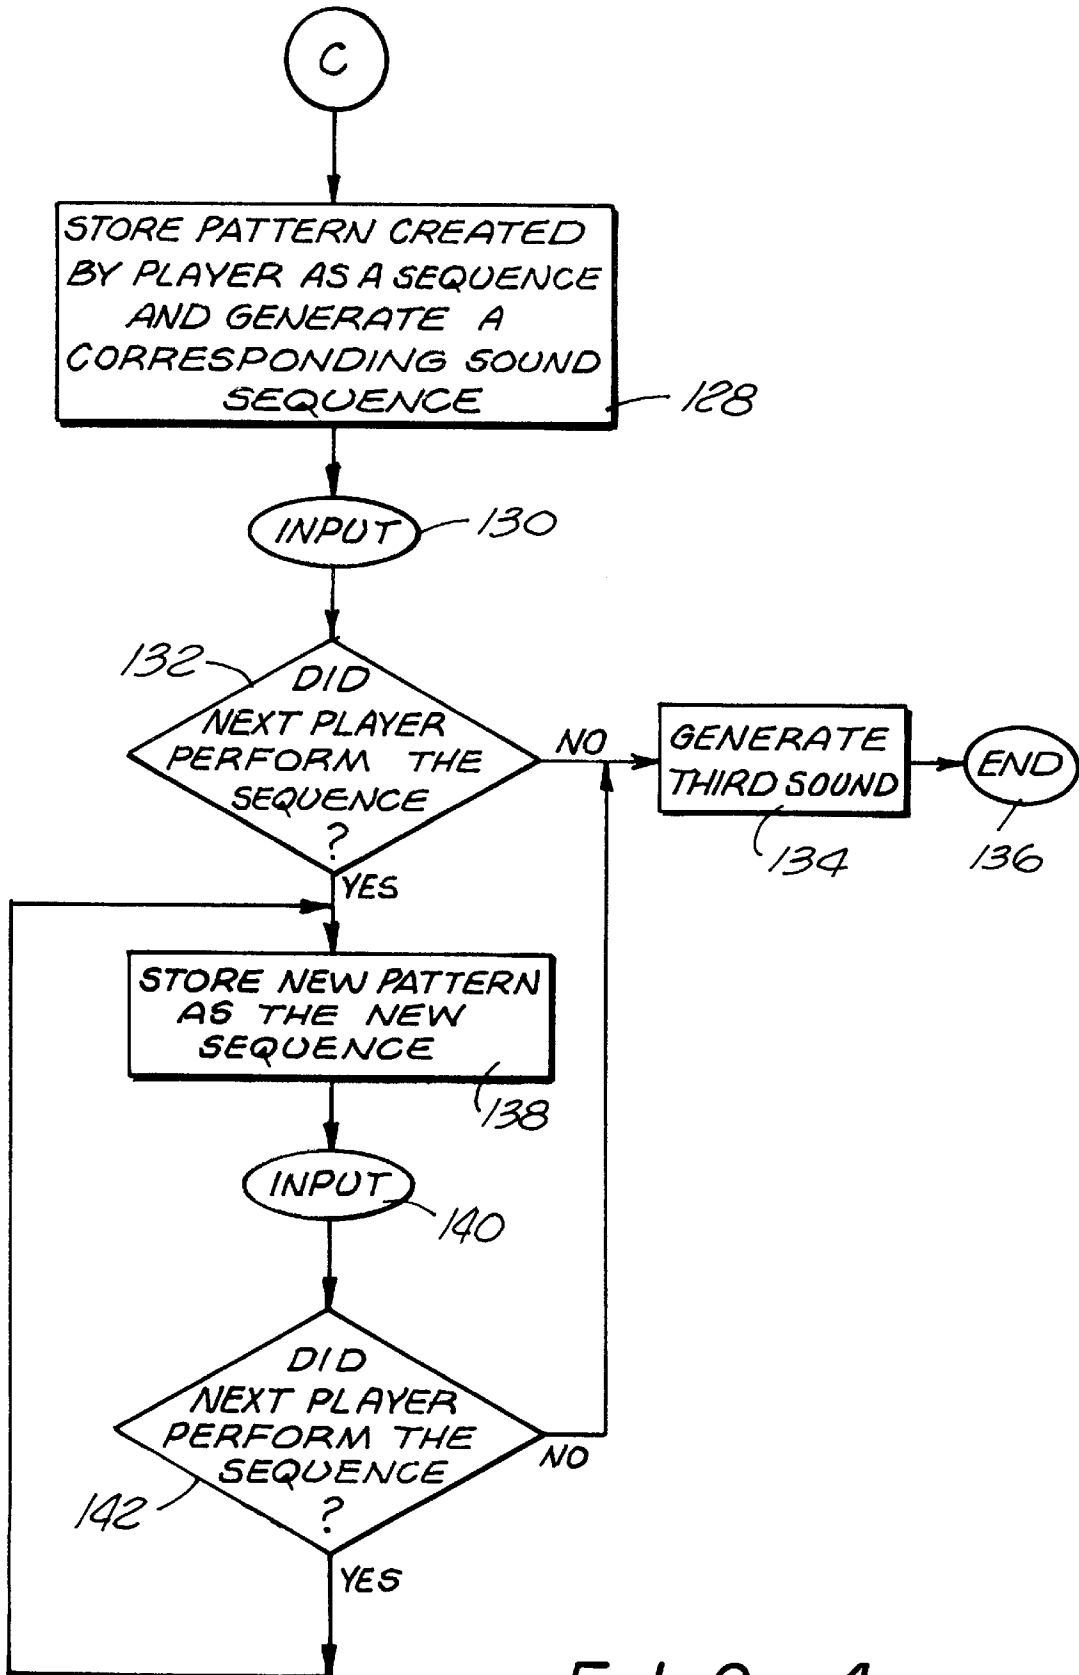 C
STORE PATTERN CREATED
BY PLAYER AS A SEQUENCE
AND GENERATE A
CORRESPONDING SOUND
SEQUENCE
128
INPUT
130
132
DID
NEXT PLAYER
PERFORM THE
SEQUENCE
?
NO
GENERATE
THIRD SOUND
134
END
136
YES
STORE NEW PATTERN
AS THE NEW
SEQUENCE
138
INPUT
140
DID
NEXT PLAYER
PERFORM THE
SEQUENCE
?
NO
142
YES